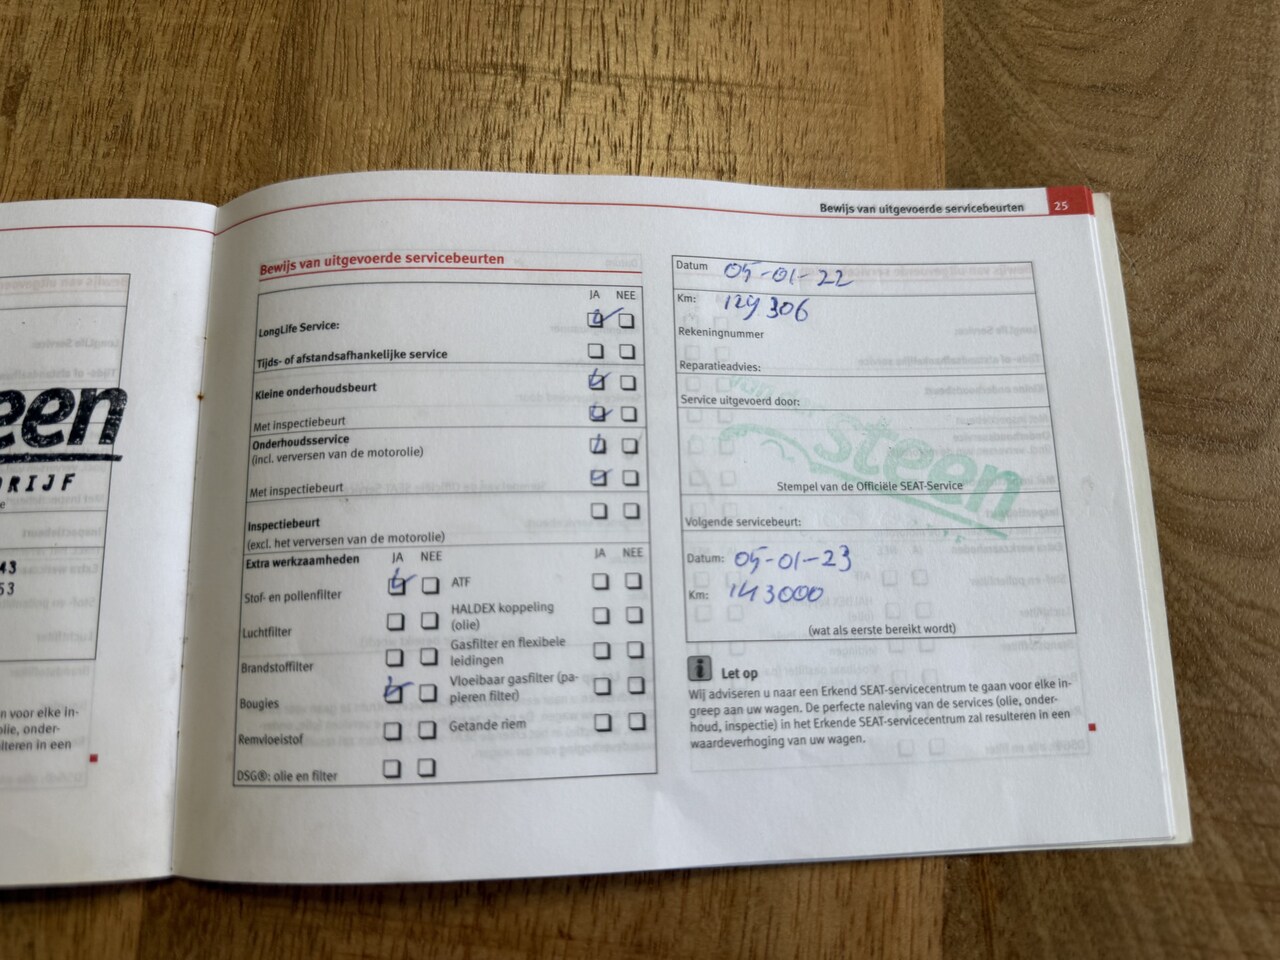 een
DRIJF
e
43
53
voor elke in-
olie, onder-
lteren in een
Bewijs van uitgevoerde servicebeurten 25
Bewijs van uitgevoerde servicebeurten
JA NEE
LongLife Service:
Tijds- of afstandsafhankelijke service
Kleine onderhoudsbeurt
Met inspectiebeurt
Onderhoudsservice
(incl. verversen van de motorolie)
Met inspectiebeurt
Inspectiebeurt
(excl. het verversen van de motorolie)
Extra werkzaamheden JA NEE JA NEE
Stof- en pollenfilter
Luchtfilter
Brandstoffilter
Bougies
Remvloeistof
DSG®: olie en filter
ATF
HALDEX koppeling
(olie)
Gasfilter en flexibele
leidingen
Vloeibaar gasfilter (pa-
pieren filter)
Getande riem
Datum 05-01-22
Km: 129 306
Rekeningnummer
Reparatieadvies:
Service uitgevoerd door:
steen
Stempel van de Officiële SEAT-Service
Volgende servicebeurt:
Datum: 05-01-23
Km: 143000
(wat als eerste bereikt wordt)
Let op
Wij adviseren u naar een Erkend SEAT-servicecentrum te gaan voor elke in-
greep aan uw wagen. De perfecte naleving van de services (olie, onder-
houd, inspectie) in het Erkende SEAT-servicecentrum zal resulteren in een
waardeverhoging van uw wagen.